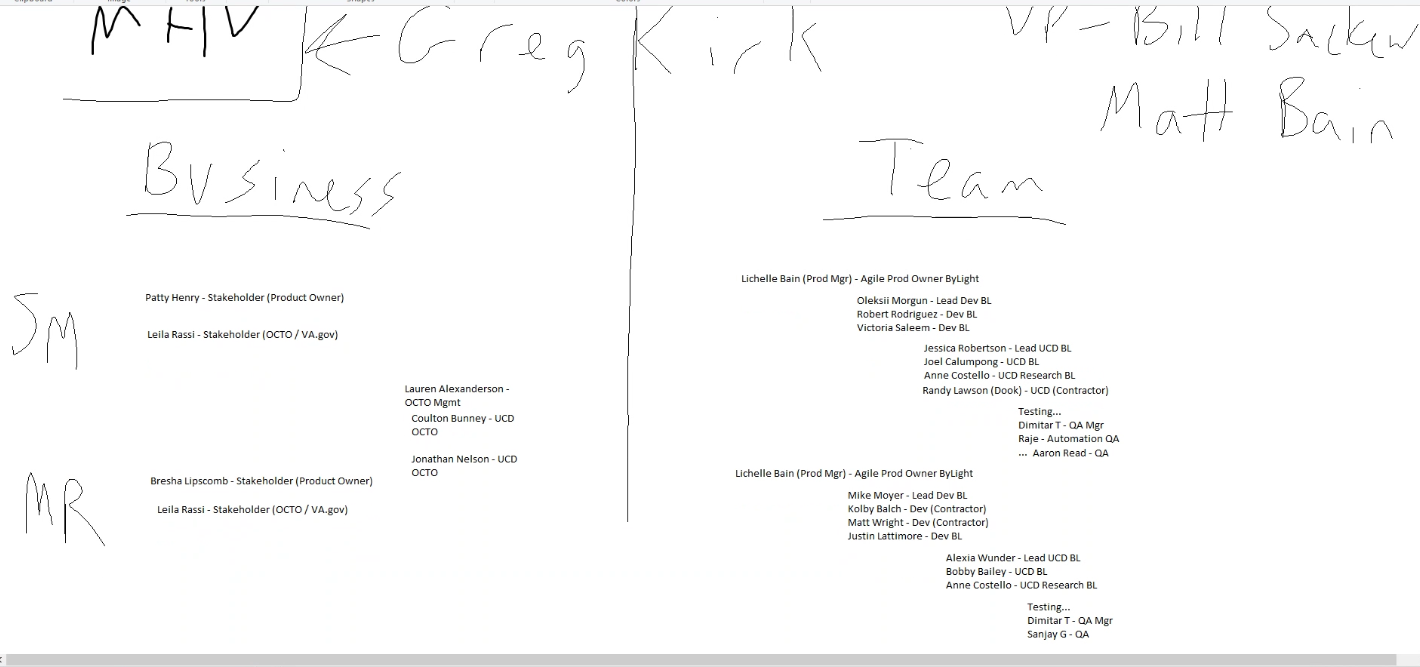 MHV
Greg Kirk
VP - Bill
Matt Bain
Business
Team
SM
Patty Henry - Stakeholder (Product Owner)
Leila Rassi - Stakeholder (OCTO / VA.gov)
Lauren Alexanderson -
OCTO Mgmt
Coulton Bunney - UCD
OCTO
Jonathan Nelson - UCD
OCTO
MR
Bresha Lipscomb - Stakeholder (Product Owner)
Leila Rassi - Stakeholder (OCTO / VA.gov)
Lichelle Bain (Prod Mgr) - Agile Prod Owner ByLight
Oleksii Morgun - Lead Dev BL
Robert Rodriguez - Dev BL
Victoria Saleem - Dev BL
Jessica Robertson - Lead UCD BL
Joel Calumpong - UCD BL
Anne Costello - UCD Research BL
Randy Lawson (Dook) - UCD (Contractor)
Testing...
Dimitar T - QA Mgr
Raje - Automation QA
... Aaron Read - QA
Lichelle Bain (Prod Mgr) - Agile Prod Owner ByLight
Mike Moyer - Lead Dev BL
Kolby Balch - Dev (Contractor)
Matt Wright - Dev (Contractor)
Justin Lattimore - Dev BL
Alexia Wunder - Lead UCD BL
Bobby Bailey - UCD BL
Anne Costello - UCD Research BL
Testing...
Dimitar T - QA Mgr
Sanjay G - QA